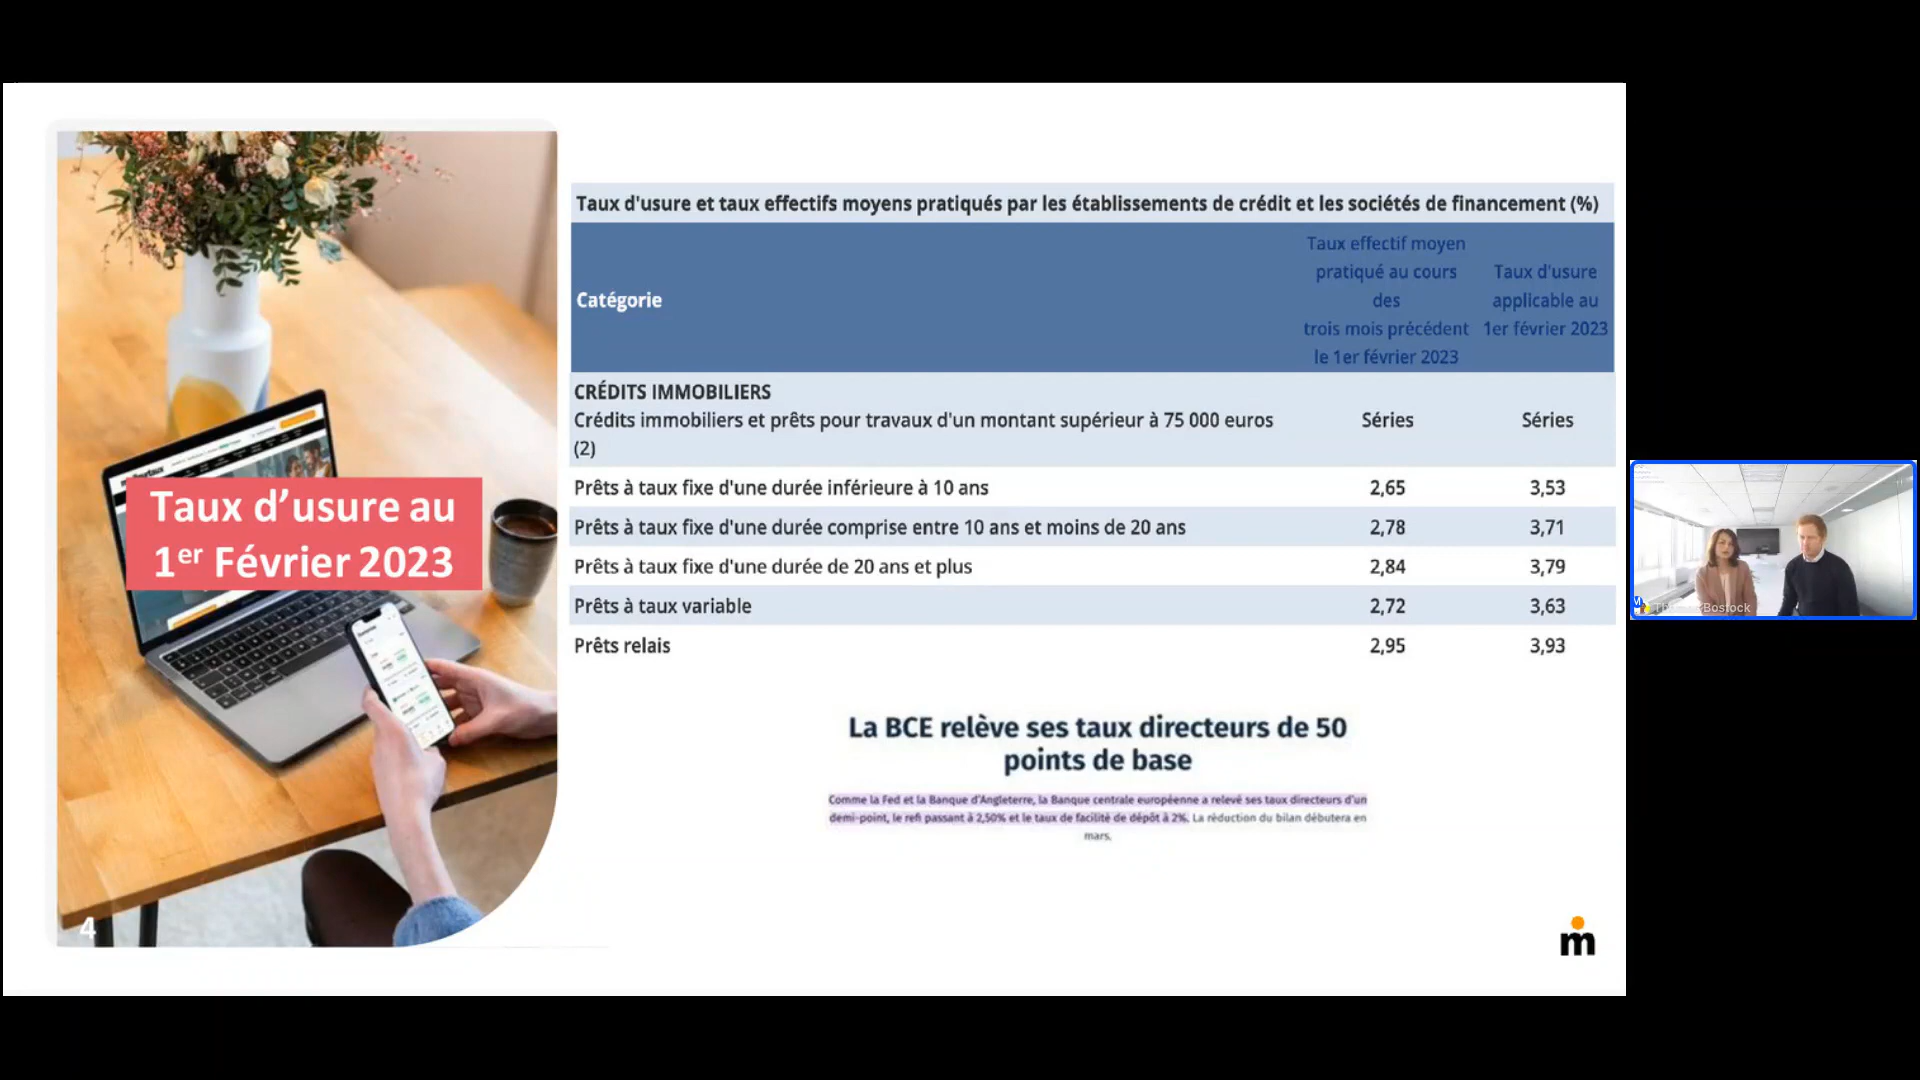 Taux d'usure et taux effectifs moyens pratiqués par les établissements de crédit et les sociétés de financement (%)
Catégorie
Taux effectif moyen
pratiqué au cours
des
trois mois précédent
le 1er février 2023
Taux d'usure
applicable au
1er février 2023
CRÉDITS IMMOBILIERS
Crédits immobiliers et prêts pour travaux d'un montant supérieur à 75 000 euros
(2)
Séries
Séries
Prêts à taux fixe d'une durée inférieure à 10 ans 2,65 3,53
Prêts à taux fixe d'une durée comprise entre 10 ans et moins de 20 ans 2,78 3,71
Prêts à taux fixe d'une durée de 20 ans et plus 2,84 3,79
Prêts à taux variable 2,72 3,63
Prêts relais 2,95 3,93
Taux d’usure au
1er Février 2023
La BCE relève ses taux directeurs de 50
points de base
Comme la Fed et la Banque d'Angleterre, la Banque centrale européenne a relevé ses taux directeurs d'un
demi-point, le refi passant à 2,50% et le taux de facilité de dépôt à 2%. La réduction du bilan débutera en
mars.
4
m
Bostock